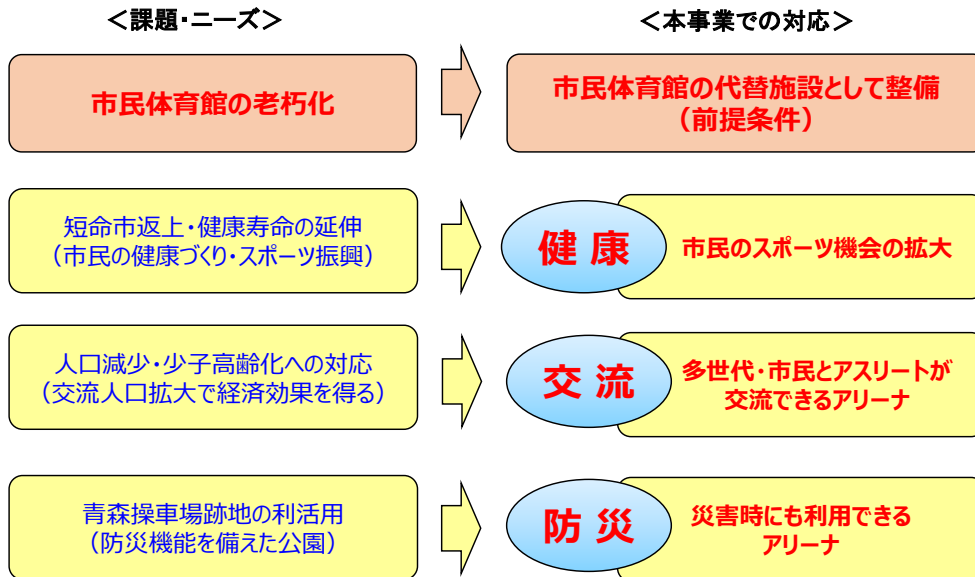 ＜課題・ニーズ＞
＜本事業での対応＞
市民体育館の老朽化
市民体育館の代替施設として整備
（前提条件）
短命市返上・健康寿命の延伸
（市民の健康づくり・スポーツ振興）
健 康
市民のスポーツ機会の拡大
人口減少・少子高齢化への対応
（交流人口拡大で経済効果を得る）
交 流
多世代・市民とアスリートが
交流できるアリーナ
青森操車場跡地の利活用
（防災機能を備えた公園）
防 災
災害時にも利用できる
アリーナ